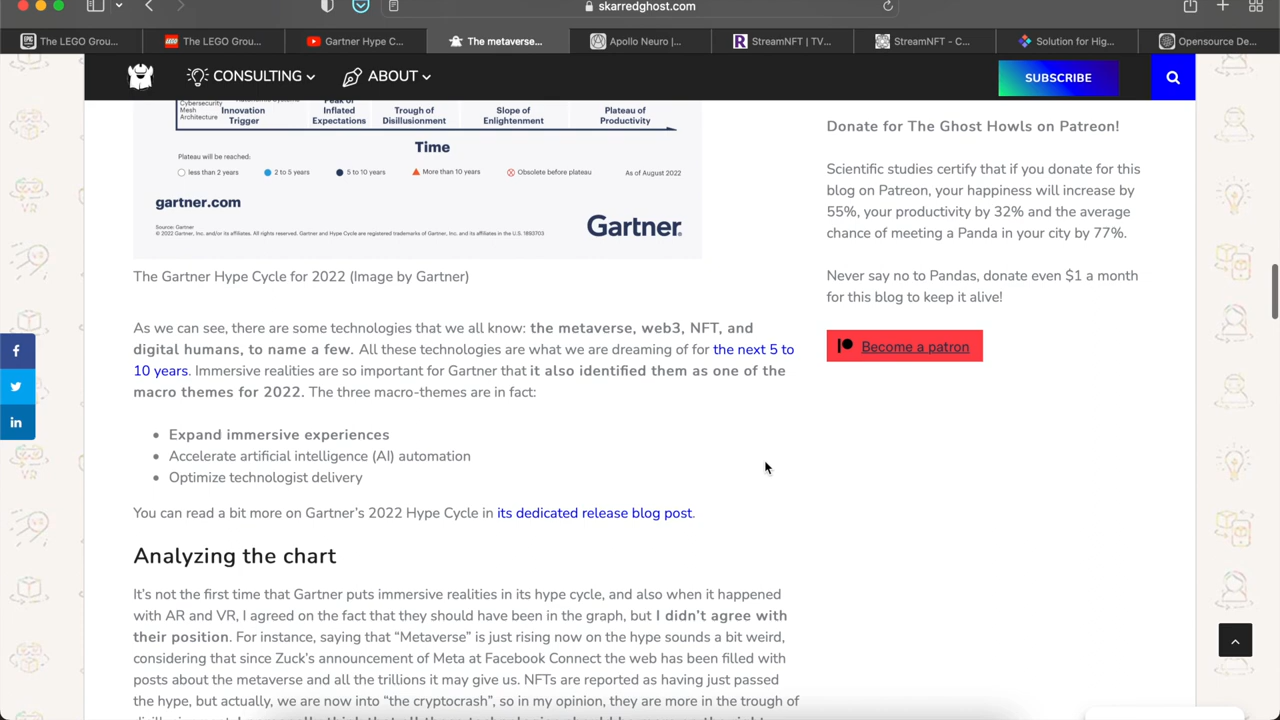 skarredghost.com
The LEGO Grou...
The LEGO Grou...
Gartner Hype C...
The metaverse...
Apollo Neuro |...
StreamNFT | TV...
StreamNFT - C...
Solution for Hig...
Opensource De...
CONSULTING
ABOUT
SUBSCRIBE
Cybersecurity
Mesh
Architecture
Innovation
Trigger
Peak of
Inflated
Expectations
Trough of
Disillusionment
Slope of
Enlightenment
Plateau of
Productivity
Time
Plateau will be reached:
less than 2 years
2 to 5 years
5 to 10 years
More than 10 years
Obsolete before plateau
As of August 2022
gartner.com
Source: Gartner
© 2022 Gartner, Inc. and/or its affiliates. All rights reserved. Gartner and Hype Cycle are registered trademarks of Gartner, Inc. and its affiliates in the U.S. 1893703
Gartner
The Gartner Hype Cycle for 2022 (Image by Gartner)
As we can see, there are some technologies that we all know: the metaverse, web3, NFT, and
digital humans, to name a few. All these technologies are what we are dreaming of for the next 5 to
10 years. Immersive realities are so important for Gartner that it also identified them as one of the
macro themes for 2022. The three macro-themes are in fact:
Expand immersive experiences
Accelerate artificial intelligence (AI) automation
Optimize technologist delivery
You can read a bit more on Gartner's 2022 Hype Cycle in its dedicated release blog post.
Analyzing the chart
It's not the first time that Gartner puts immersive realities in its hype cycle, and also when it happened
with AR and VR, I agreed on the fact that they should have been in the graph, but I didn't agree with
their position. For instance, saying that "Metaverse" is just rising now on the hype sounds a bit weird,
considering that since Zuck's announcement of Meta at Facebook Connect the web has been filled with
posts about the metaverse and all the trillions it may give us. NFTs are reported as having just passed
the hype, but actually, we are now into "the cryptocrash", so in my opinion, they are more in the trough of
Donate for The Ghost Howls on Patreon!
Scientific studies certify that if you donate for this
blog on Patreon, your happiness will increase by
55%, your productivity by 32% and the average
chance of meeting a Panda in your city by 77%.
Never say no to Pandas, donate even $1 a month
for this blog to keep it alive!
Become a patron